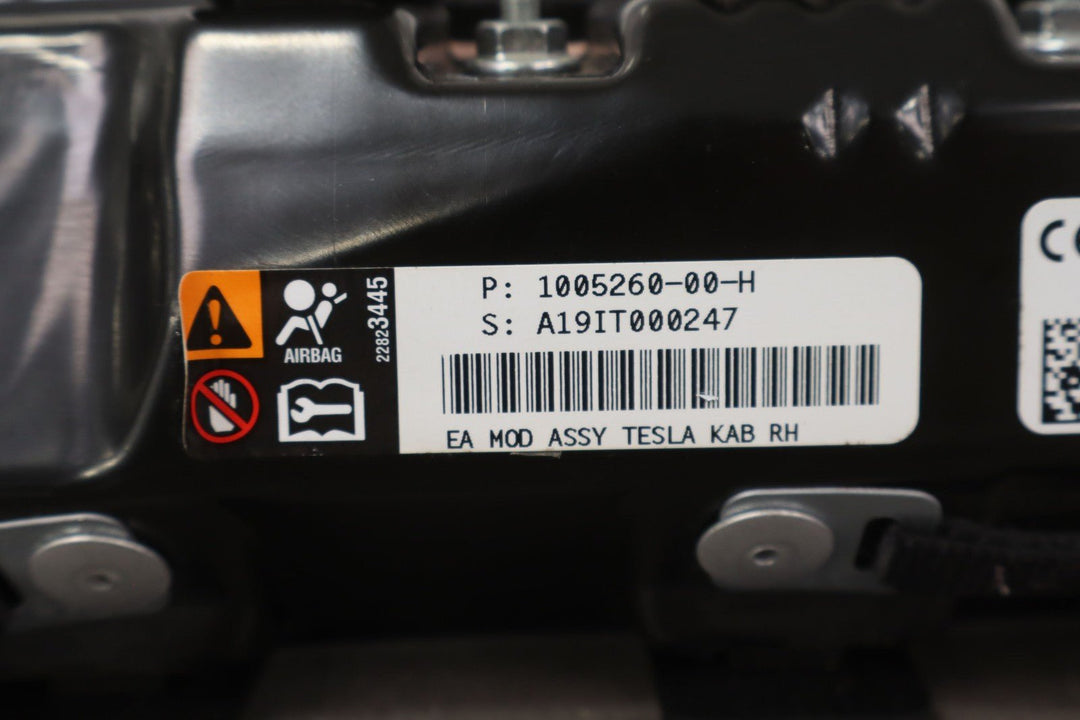 AIRBAG
22823445
P: 1005260-00-H
S: A19IT000247
EA MOD ASSY TESLA KAB RH